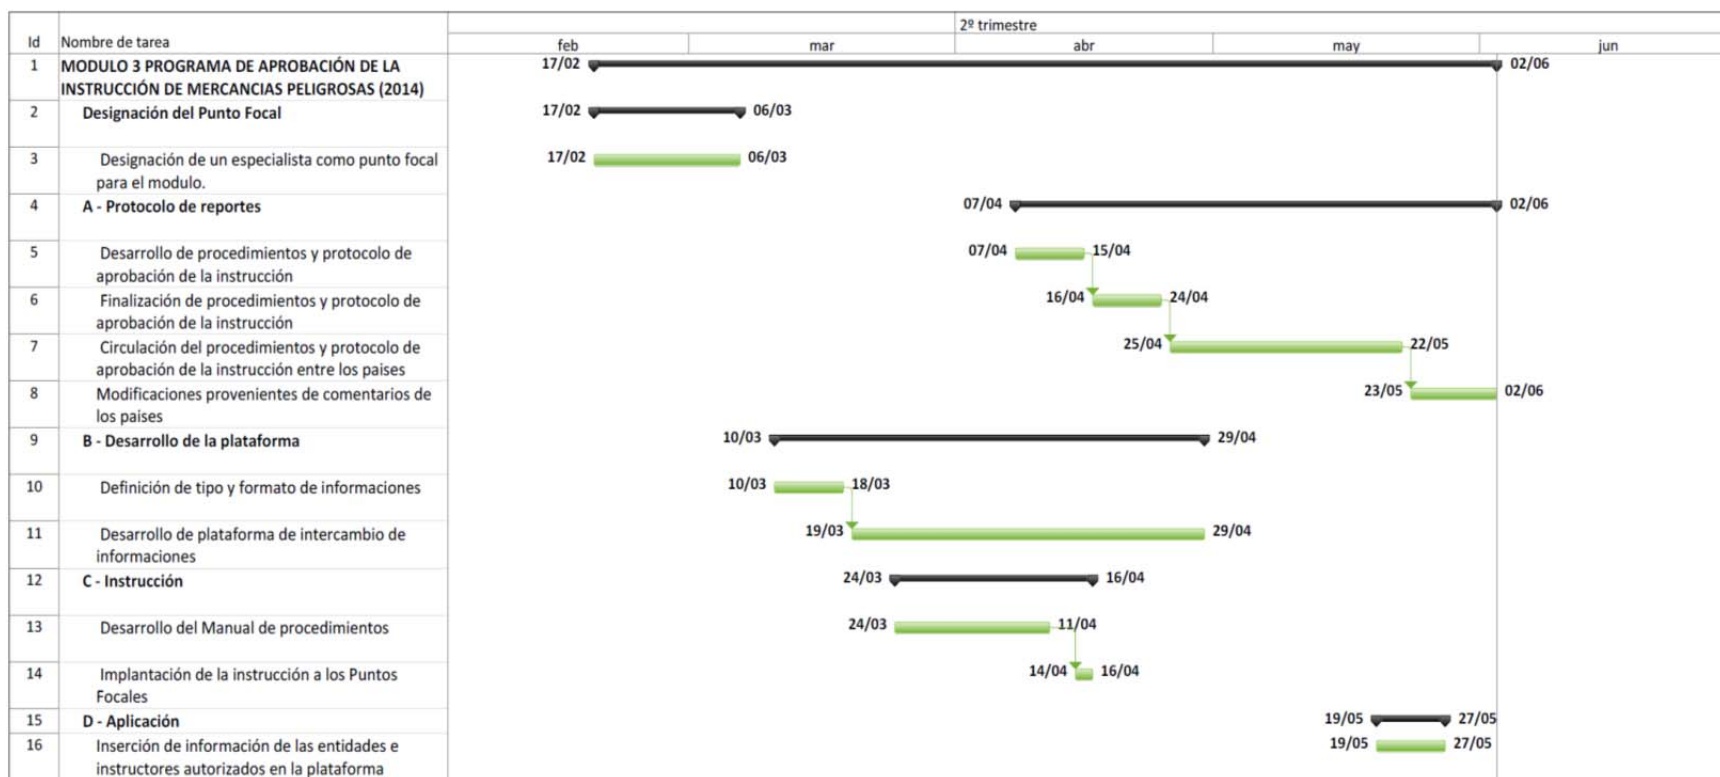 2º trimestre
Id Nombre de tarea feb mar abr may jun
1 MODULO 3 PROGRAMA DE APROBACIÓN DE LA 17/02 02/06
INSTRUCCIÓN DE MERCANCIAS PELIGROSAS (2014)
2 Designación del Punto Focal 17/02 06/03
3 Designación de un especialista como punto focal 17/02 06/03
para el modulo.
4 A - Protocolo de reportes 07/04 02/06
5 Desarrollo de procedimientos y protocolo de 07/04 15/04
aprobación de la instrucción
6 Finalización de procedimientos y protocolo de 16/04 24/04
aprobación de la instrucción
7 Circulación del procedimientos y protocolo de 25/04 22/05
aprobación de la instrucción entre los paises
8 Modificaciones provenientes de comentarios de 23/05 02/06
los paises
9 B - Desarrollo de la plataforma 10/03 29/04
10 Definición de tipo y formato de informaciones 10/03 18/03
11 Desarrollo de plataforma de intercambio de 19/03 29/04
informaciones
12 C - Instrucción 24/03 16/04
13 Desarrollo del Manual de procedimientos 24/03 11/04
14 Implantación de la instrucción a los Puntos 14/04 16/04
Focales
15 D - Aplicación 19/05 27/05
16 Inserción de información de las entidades e 19/05 27/05
instructores autorizados en la plataforma